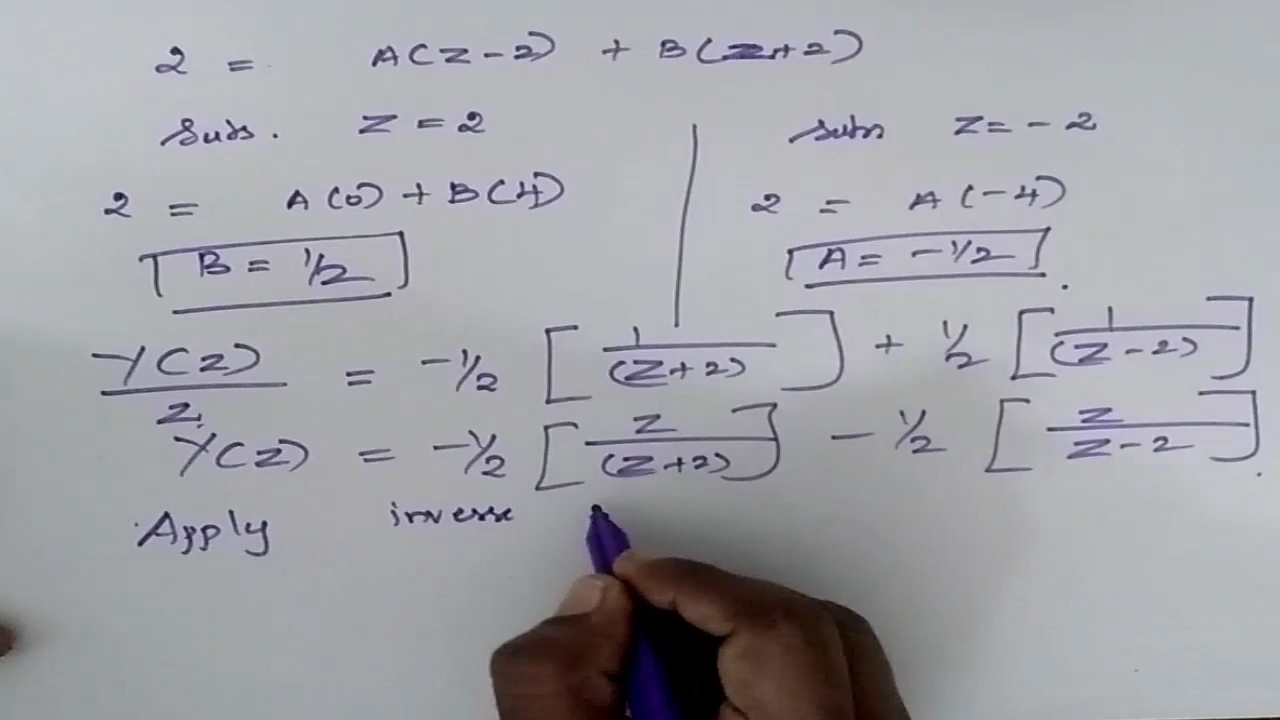 2 = A(z-2) + B(z+2)
Subs. z = 2 Subs z = -2
2 = A(0) + B(4) 2 = A(-4)
B = 1/2 A = -1/2
Y(z)/z = -1/2 [1/(z+2)] + 1/2 [1/(z-2)]
Y(z) = -1/2 [z/(z+2)] - 1/2 [z/z-2]
Apply inverse